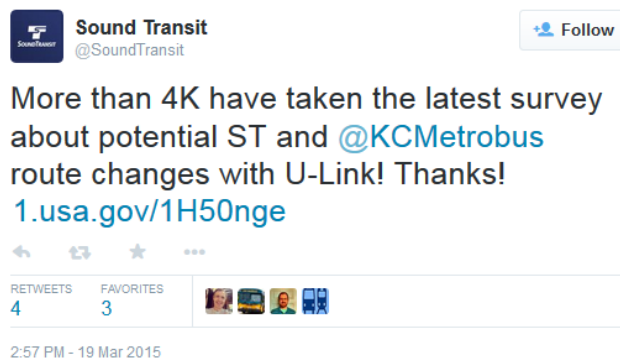 Sound Transit
@SoundTransit
Follow
SOUNDTRANSIT
More than 4K have taken the latest survey
about potential ST and @KCMetrobus
route changes with U-Link! Thanks!
1.usa.gov/1H50nge
RETWEETS FAVORITES
4 3
2:57 PM - 19 Mar 2015